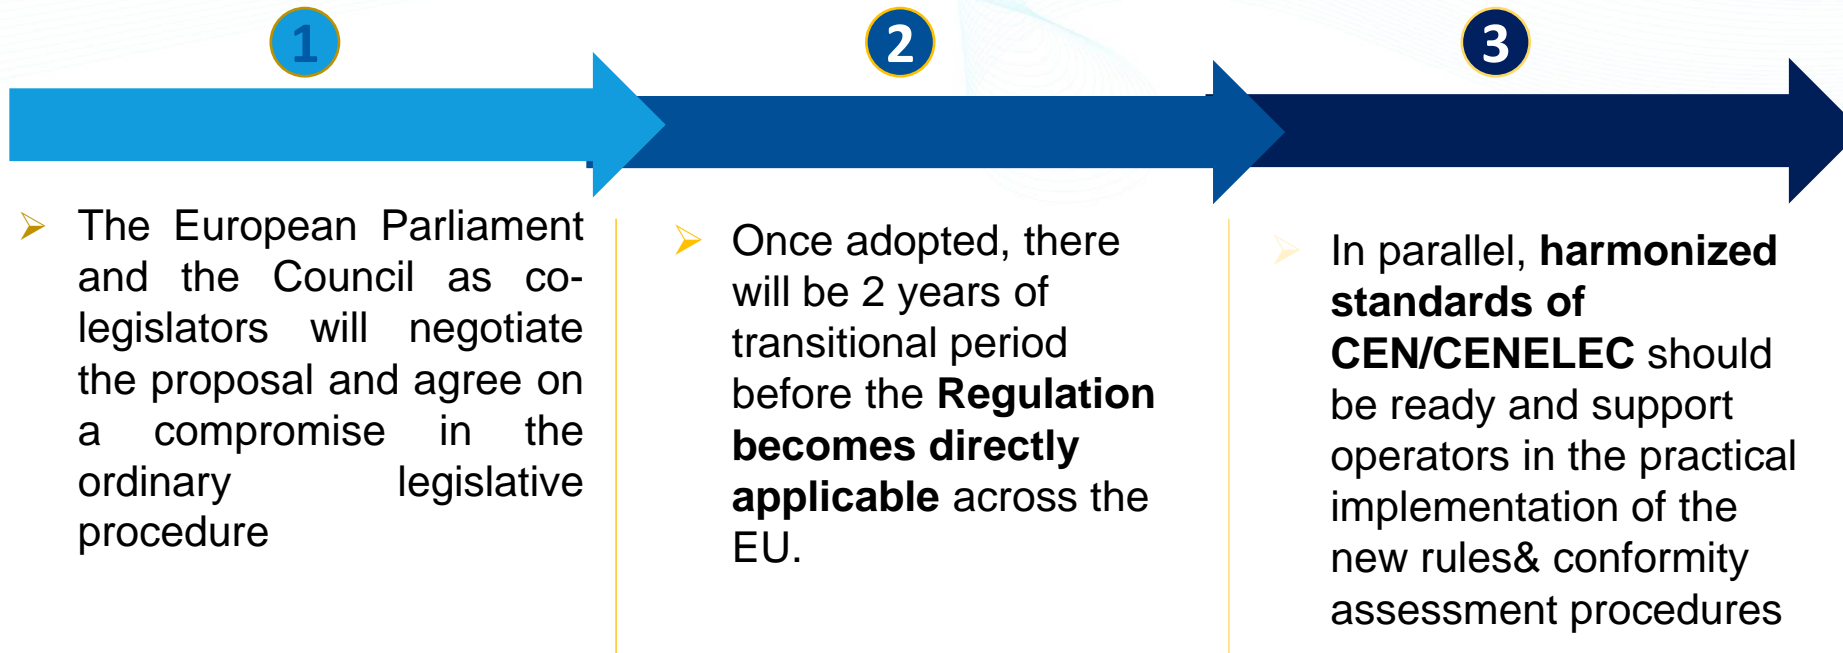 1
2
3
The European Parliament
and the Council as co-
legislators will negotiate
the proposal and agree on
a compromise in the
ordinary legislative
procedure
Once adopted, there
will be 2 years of
transitional period
before the Regulation
becomes directly
applicable across the
EU.
In parallel, harmonized
standards of
CEN/CENELEC should
be ready and support
operators in the practical
implementation of the
new rules& conformity
assessment procedures